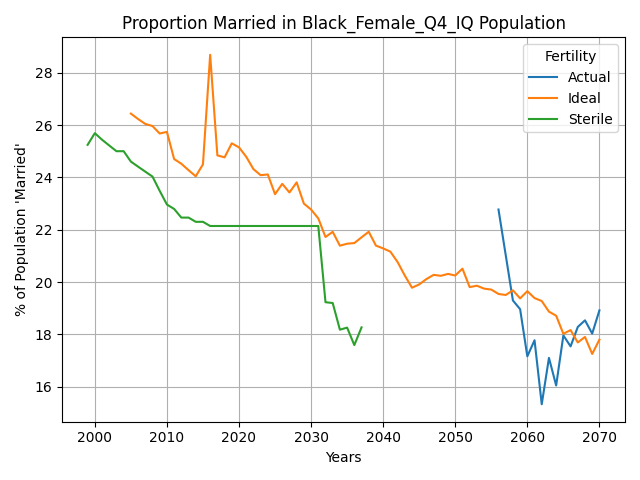 Proportion Married in Black_Female_Q4_IQ Population
% of Population 'Married'
28
26
24
22
20
18
16
Fertility
Actual
Ideal
Sterile
2000 2010 2020 2030 2040 2050 2060 2070
Years